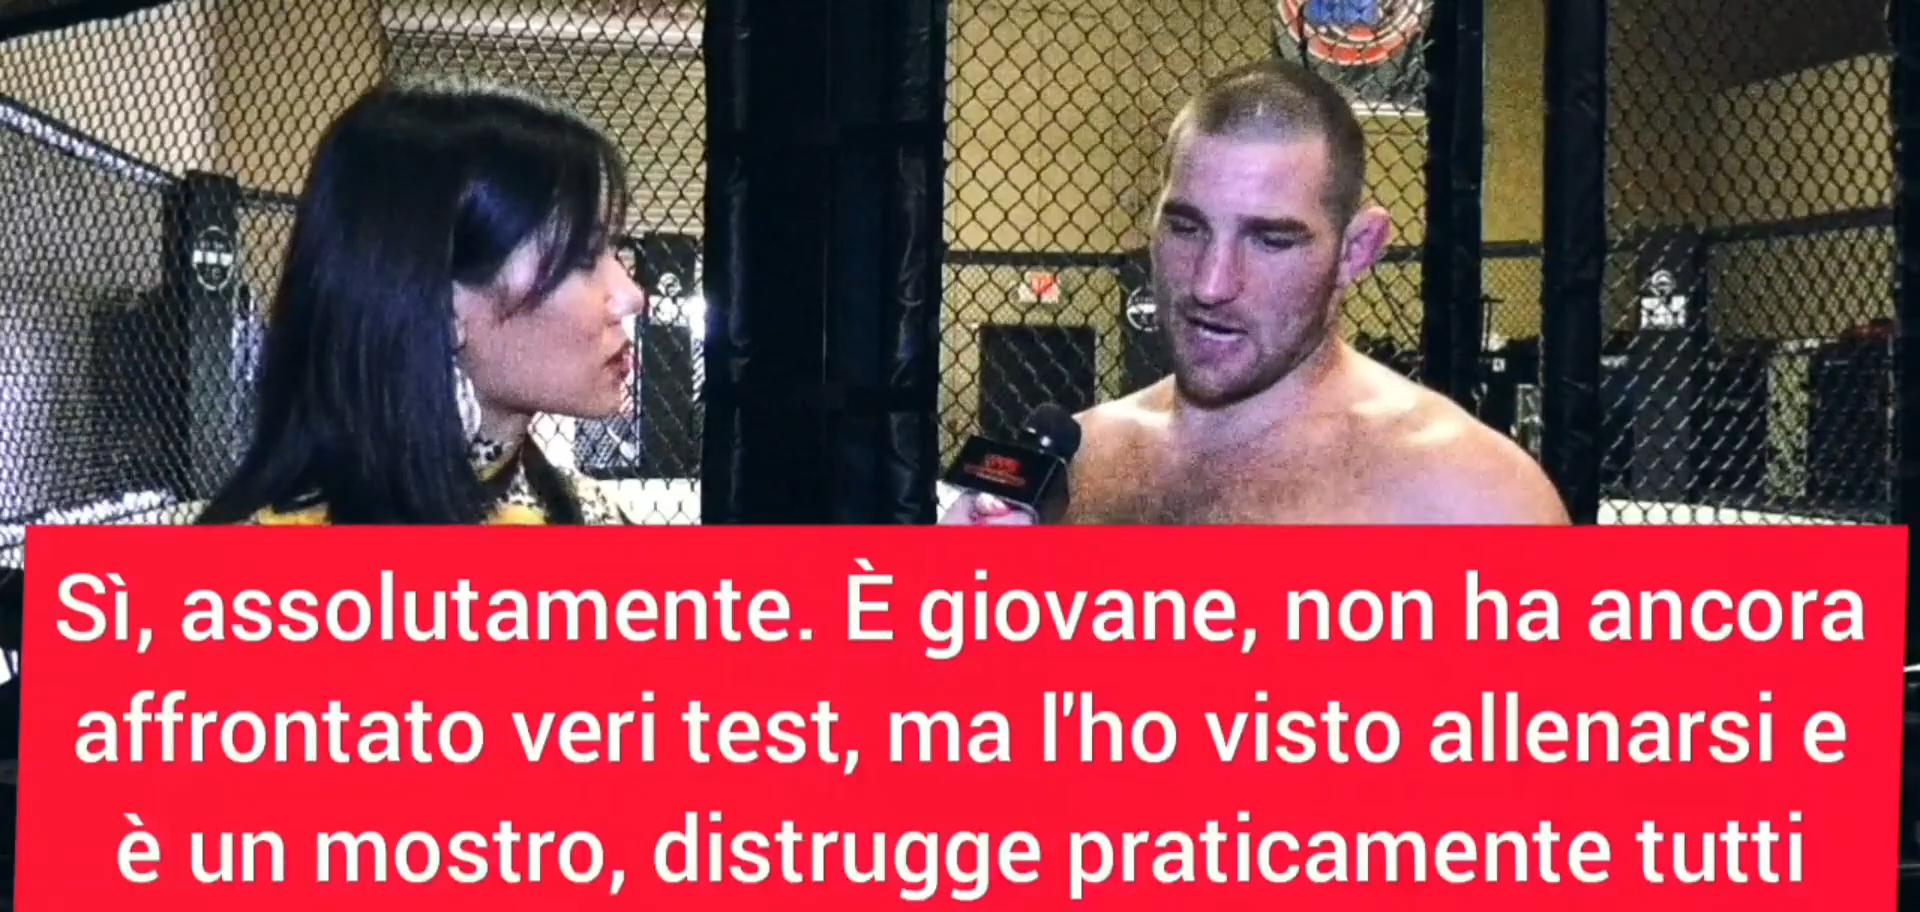 Sì, assolutamente. È giovane, non ha ancora
affrontato veri test, ma l'ho visto allenarsi e
è un mostro, distrugge praticamente tutti